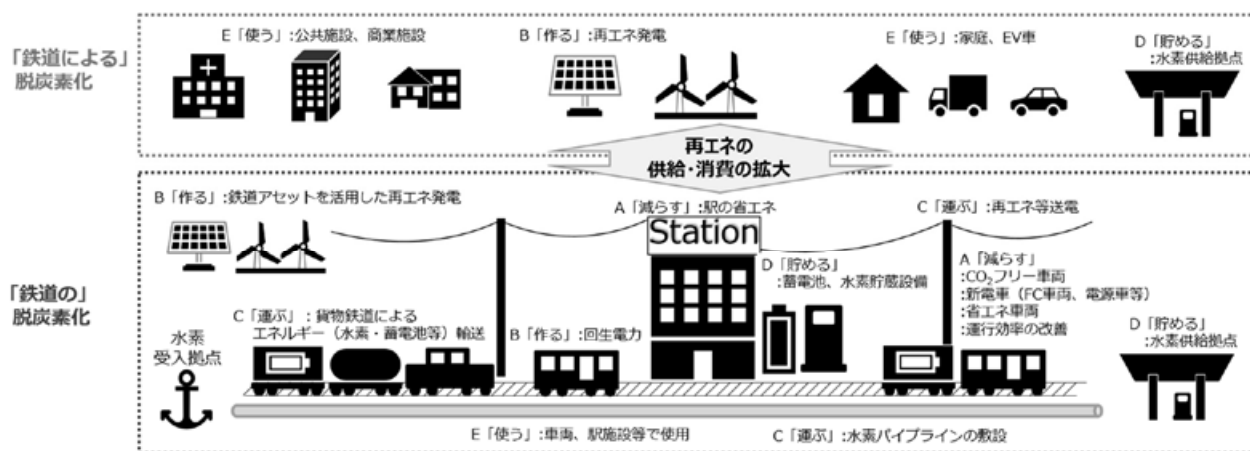 「鉄道による」
脱炭素化
E「使う」:公共施設、商業施設
B「作る」:再エネ発電
E「使う」:家庭、EV車
D「貯める」
:水素供給拠点
再エネの
供給・消費の拡大
「鉄道の」
脱炭素化
B「作る」:鉄道アセットを活用した再エネ発電
A「減らす」:駅の省エネ
C「運ぶ」:再エネ等送電
Station
D「貯める」
:蓄電池、水素貯蔵設備
A「減らす」
:CO₂フリー車両
:新電車(FC車両、電源車等)
:省エネ車両
:運行効率の改善
C「運ぶ」:貨物鉄道による
エネルギー(水素・蓄電池等)輸送
B「作る」:回生電力
水素
受入拠点
D「貯める」
:水素供給拠点
E「使う」:車両、駅施設等で使用
C「運ぶ」:水素パイプラインの敷設